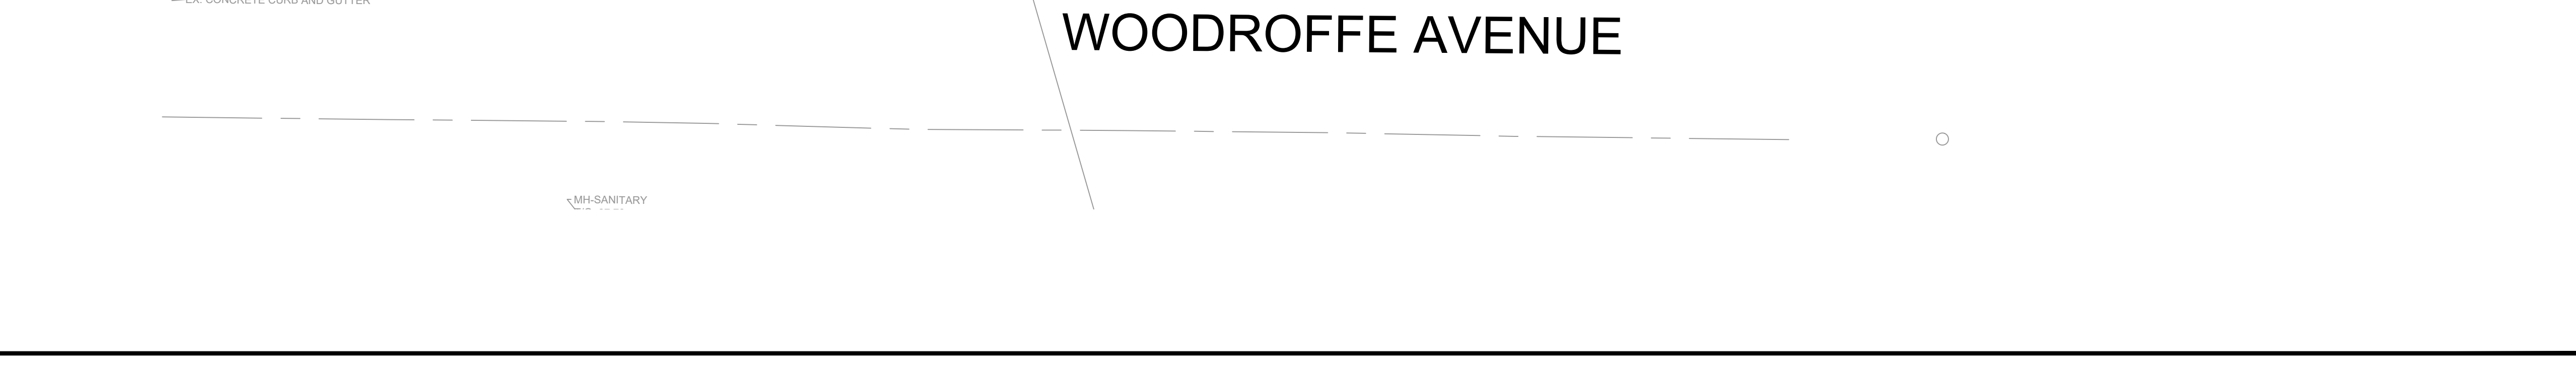 EX. CONCRETE CURB AND GUTTER
WOODROFFE AVENUE
MH-SANITARY